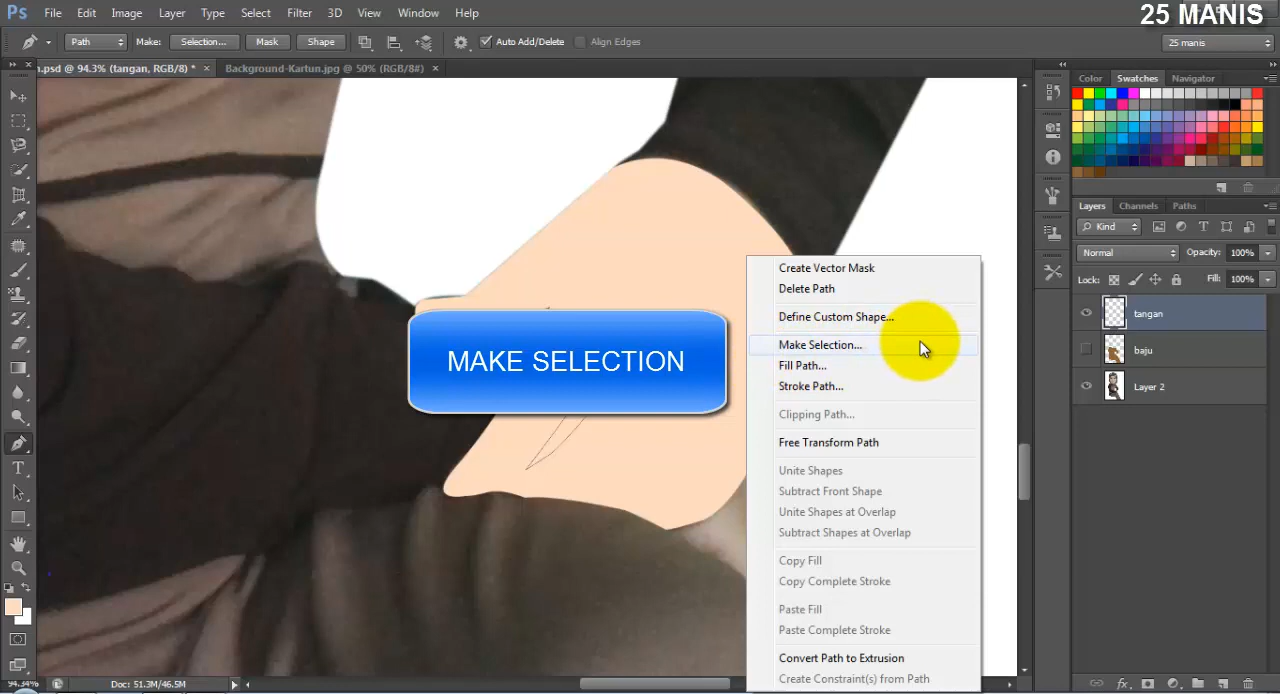 25 MANIS
Ps File Edit Image Layer Type Select Filter 3D View Window Help
Path Make: Selection... Mask Shape Auto Add/Delete Align Edges 25 manis
.psd @ 94.3% (tangan, RGB/8) * × Background-Kartun.jpg @ 50% (RGB/8#) ×
Color Swatches Navigator
Layers Channels Paths
Kind
Normal Opacity: 100%
Lock: Fill: 100%
tangan
baju
Layer 2
MAKE SELECTION
Create Vector Mask
Delete Path
Define Custom Shape...
Make Selection...
Fill Path...
Stroke Path...
Clipping Path...
Free Transform Path
Unite Shapes
Subtract Front Shape
Unite Shapes at Overlap
Subtract Shapes at Overlap
Copy Fill
Copy Complete Stroke
Paste Fill
Paste Complete Stroke
Convert Path to Extrusion
Create Constraint(s) from Path
94.34% Doc: 51.3M/46.5M